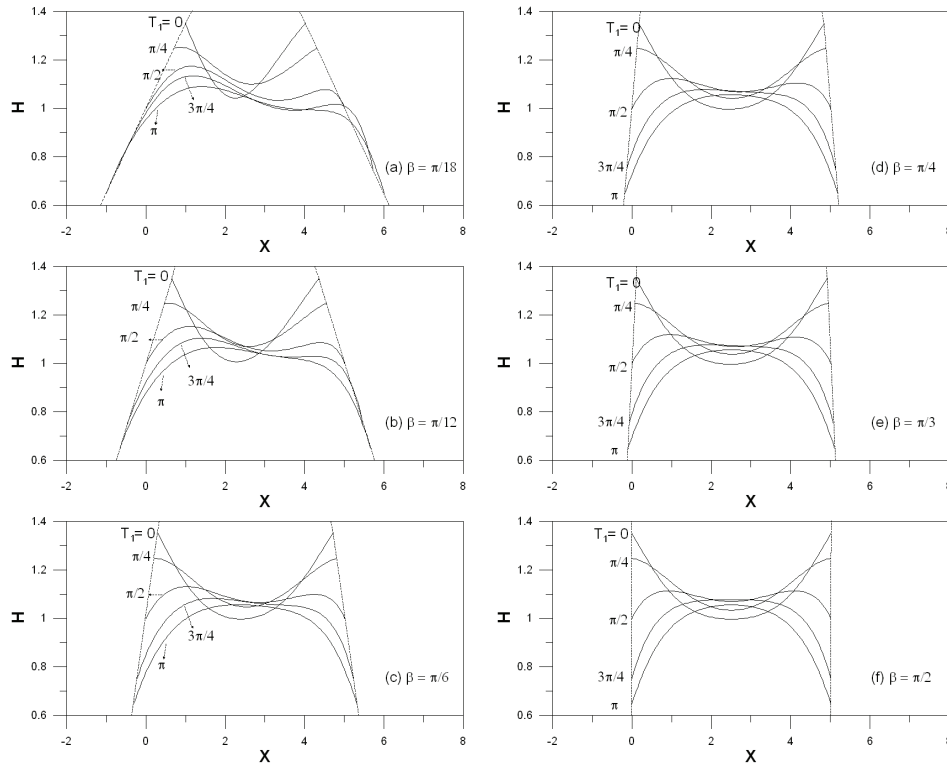 1.4
T1= 0
π/4
1.2
π/2
H
1
3π/4
π
0.8
(a) β = π/18
0.6
-2 0 2 4 6 8
X
1.4
T1= 0
π/4
1.2
π/2
H
1
3π/4
π
0.8
(b) β = π/12
0.6
-2 0 2 4 6 8
X
1.4
T1= 0
π/4
1.2
π/2
H
1
3π/4
π
0.8
(c) β = π/6
0.6
-2 0 2 4 6 8
X
1.4
T1= 0
π/4
1.2
H
1
π/2
0.8
3π/4
(d) β = π/4
π
0.6
-2 0 2 4 6 8
X
1.4
T1= 0
π/4
1.2
H
1
π/2
0.8
3π/4
(e) β = π/3
π
0.6
-2 0 2 4 6 8
X
1.4
T1= 0
π/4
1.2
H
1
π/2
0.8
3π/4
(f) β = π/2
π
0.6
-2 0 2 4 6 8
X